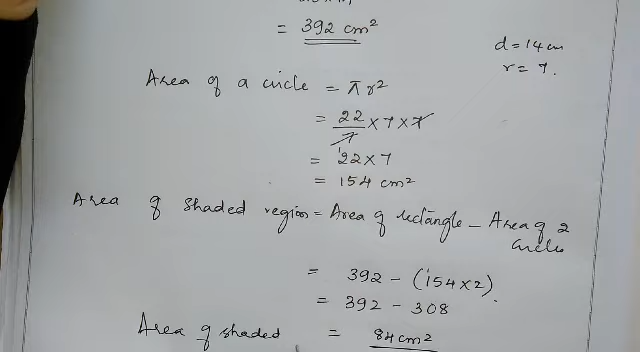 = 392 cm²
d = 14 cm
r = 7.
Area of a circle = πr²
= 22/7 × 7 × 7
= 22 × 7
= 154 cm²
Area of shaded region = Area of rectangle - Area of 2 circles
= 392 - (154 × 2).
= 392 - 308
Area of shaded = 84 cm²